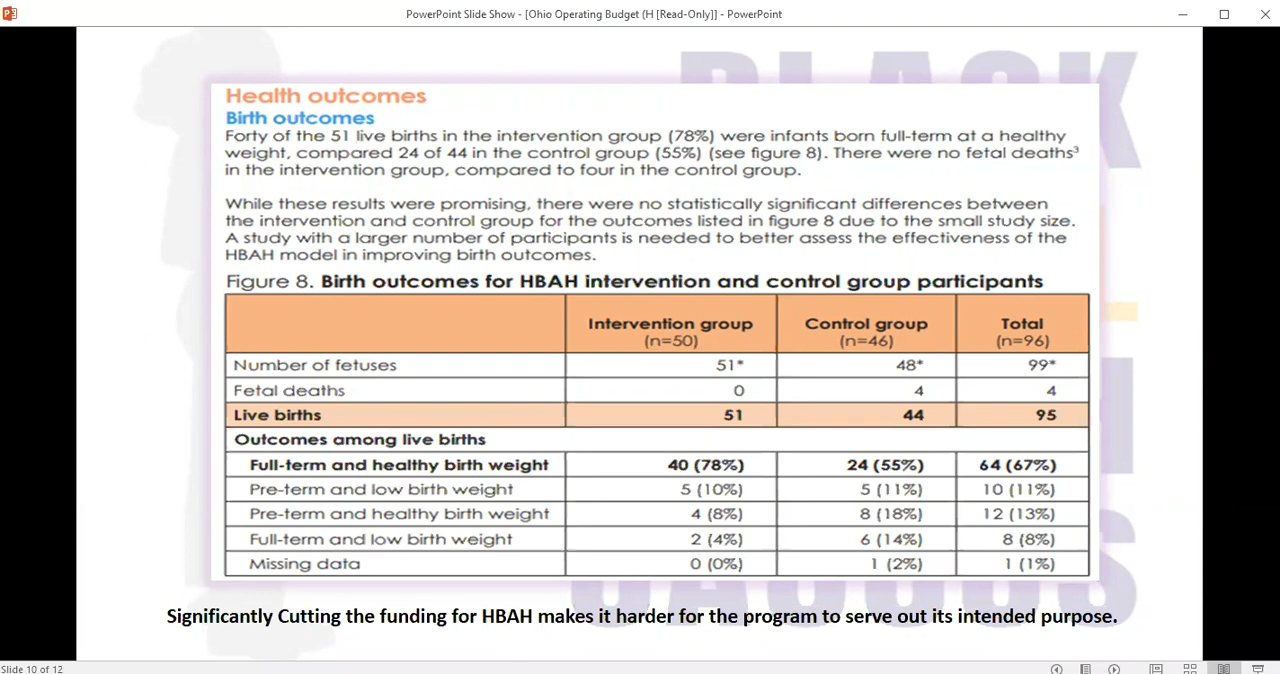 PowerPoint Slide Show - [Ohio Operating Budget (H [Read-Only]] - PowerPoint
BLACK
Health outcomes
Birth outcomes
Forty of the 51 live births in the intervention group (78%) were infants born full-term at a healthy
weight, compared 24 of 44 in the control group (55%) (see figure 8). There were no fetal deaths³
in the intervention group, compared to four in the control group.
While these results were promising, there were no statistically significant differences between
the intervention and control group for the outcomes listed in figure 8 due to the small study size.
A study with a larger number of participants is needed to better assess the effectiveness of the
HBAH model in improving birth outcomes.
Figure 8. Birth outcomes for HBAH intervention and control group participants
Intervention group Control group Total
(n=50) (n=46) (n=96)
Number of fetuses 51* 48* 99*
Fetal deaths 0 4 4
Live births 51 44 95
Outcomes among live births
Full-term and healthy birth weight 40 (78%) 24 (55%) 64 (67%)
Pre-term and low birth weight 5 (10%) 5 (11%) 10 (11%)
Pre-term and healthy birth weight 4 (8%) 8 (18%) 12 (13%)
Full-term and low birth weight 2 (4%) 6 (14%) 8 (8%)
Missing data 0 (0%) 1 (2%) 1 (1%)
CAUCUS
Significantly Cutting the funding for HBAH makes it harder for the program to serve out its intended purpose.
Slide 10 of 12